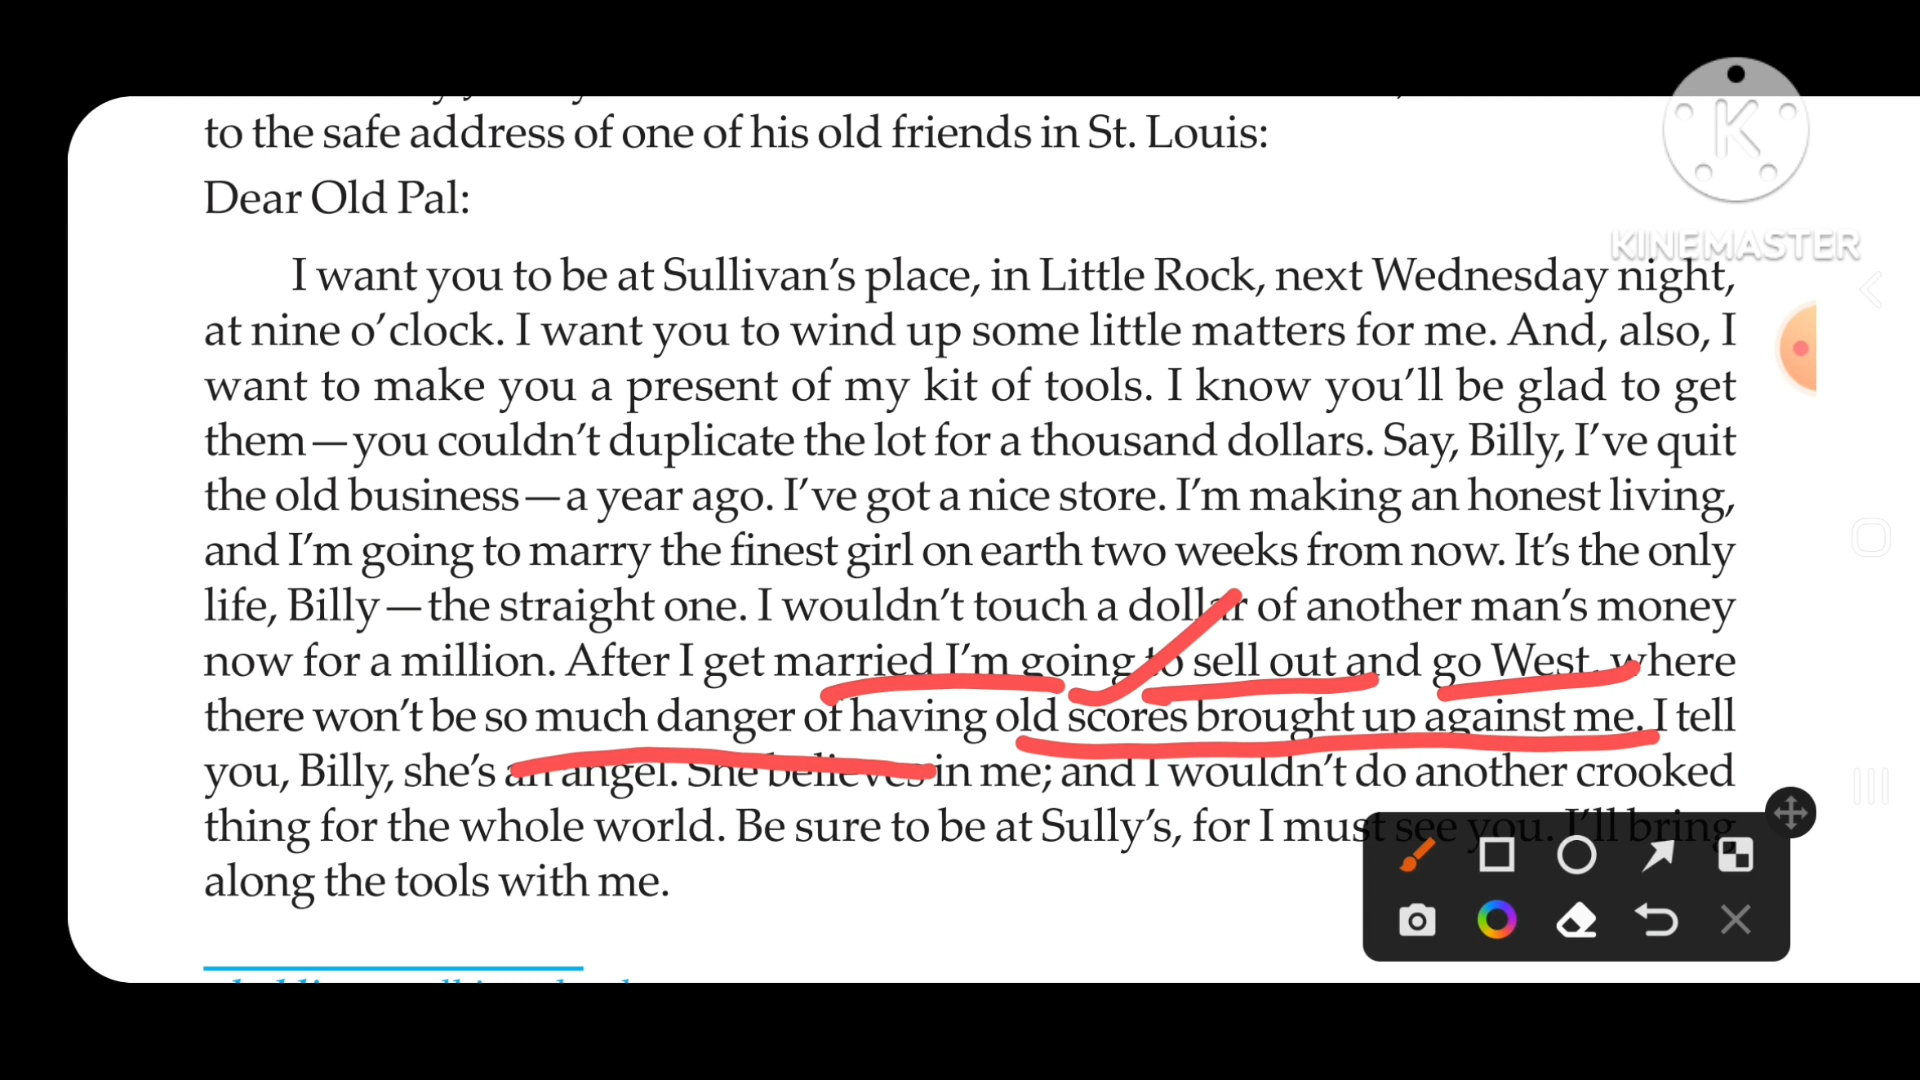 to the safe address of one of his old friends in St. Louis:
Dear Old Pal:
KINEMASTER
I want you to be at Sullivan's place, in Little Rock, next Wednesday night,
at nine o'clock. I want you to wind up some little matters for me. And, also, I
want to make you a present of my kit of tools. I know you'll be glad to get
them—you couldn't duplicate the lot for a thousand dollars. Say, Billy, I've quit
the old business—a year ago. I've got a nice store. I'm making an honest living,
and I'm going to marry the finest girl on earth two weeks from now. It's the only
life, Billy—the straight one. I wouldn't touch a dollar of another man's money
now for a million. After I get married I'm going to sell out and go West, where
there won't be so much danger of having old scores brought up against me. I tell
you, Billy, she's an angel. She believes in me; and I wouldn't do another crooked
thing for the whole world. Be sure to be at Sully's, for I must see you. I'll bring
along the tools with me.